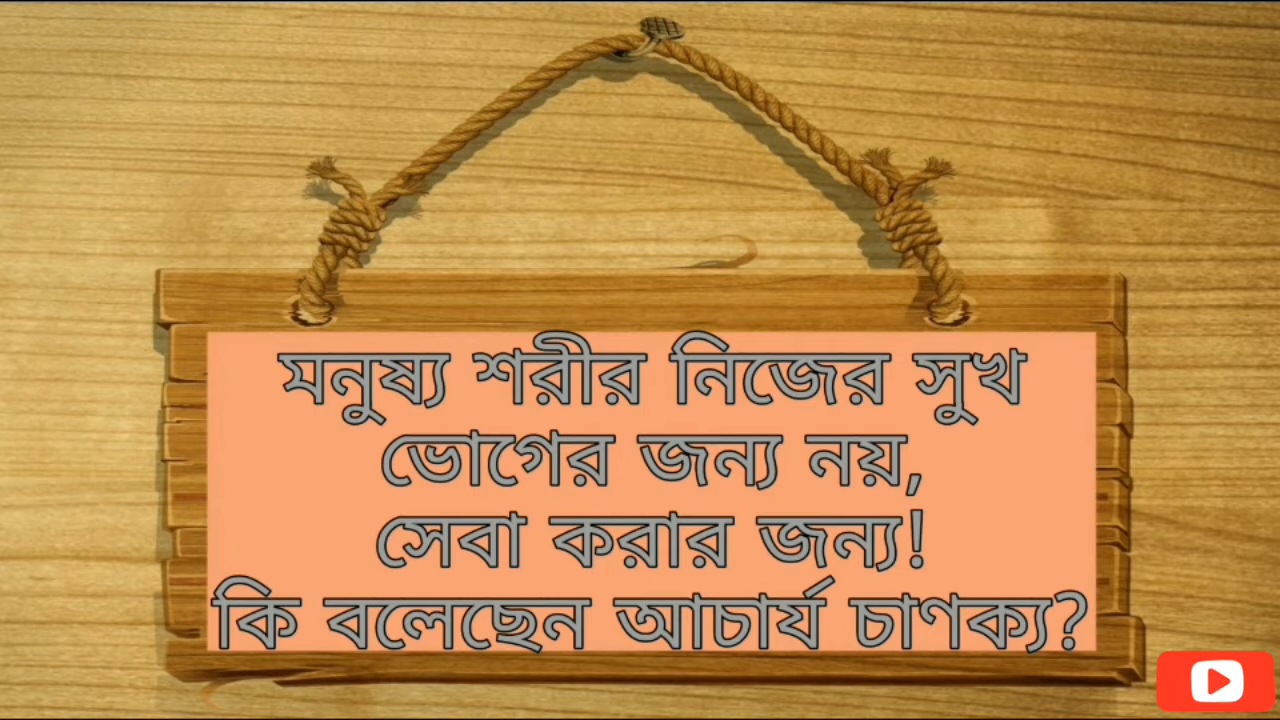 মনুষ্য শরীর নিজের সুখ
ভোগের জন্য নয়,
সেবা করার জন্য!
কি বলেছেন আচার্য চাণক্য?